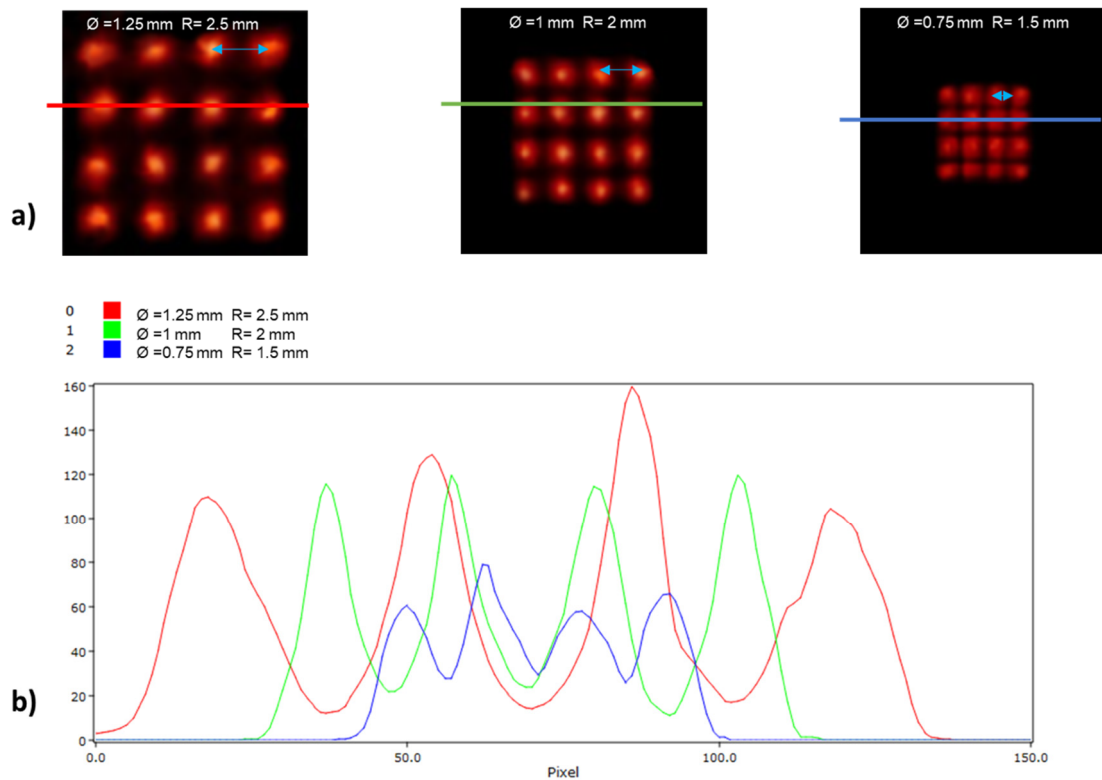 Ø =1.25 mm R= 2.5 mm
Ø =1 mm R= 2 mm
Ø =0.75 mm R= 1.5 mm
a)
0 Ø =1.25 mm R= 2.5 mm
1 Ø =1 mm R= 2 mm
2 Ø =0.75 mm R= 1.5 mm
160
140
120
100
80
60
40
20
0
b)
0.0 50.0 100.0 150.0
Pixel